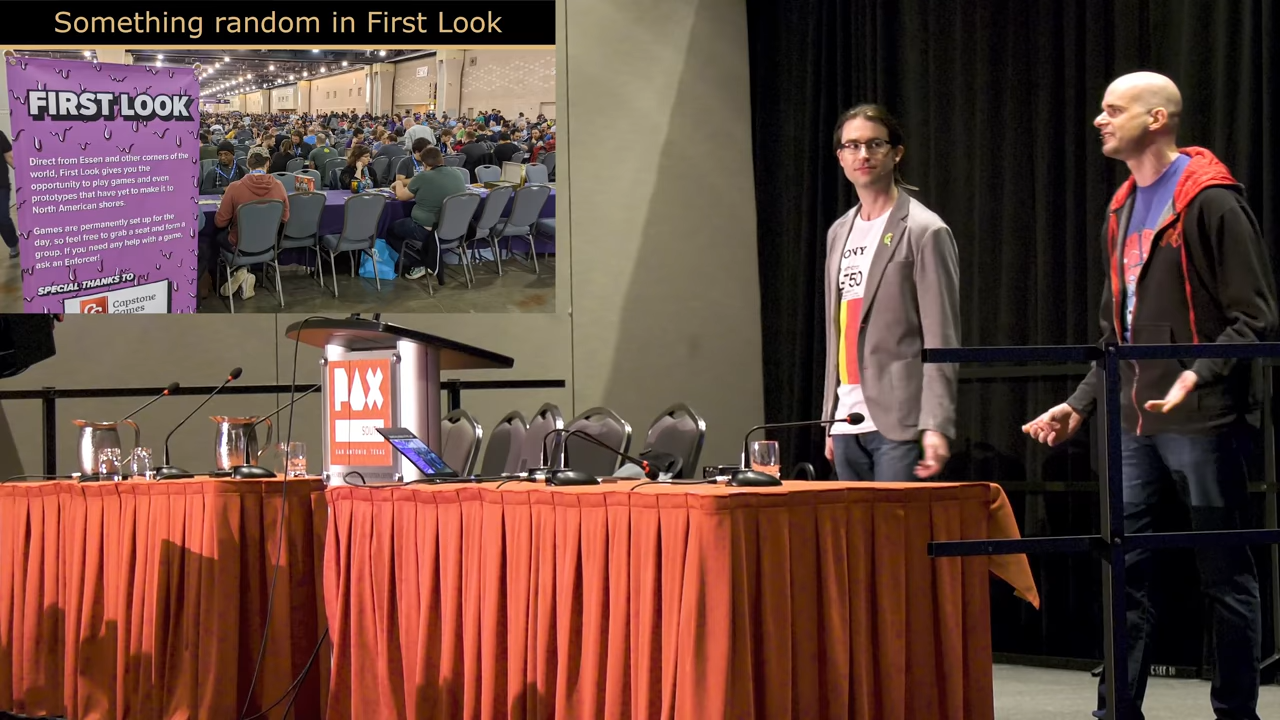 Something random in First Look
FIRST LOOK
Direct from Essen and other corners of the
world, First Look gives you the
opportunity to play games and even
prototypes that have yet to make it to
North American shores.
Games are permanently set up for the
day, so feel free to grab a seat and form a
group. If you need any help with a game,
ask an Enforcer!
SPECIAL THANKS TO
Capstone
Games
PAX
SOU
SAN ANTONIO, TEXAS
ONY